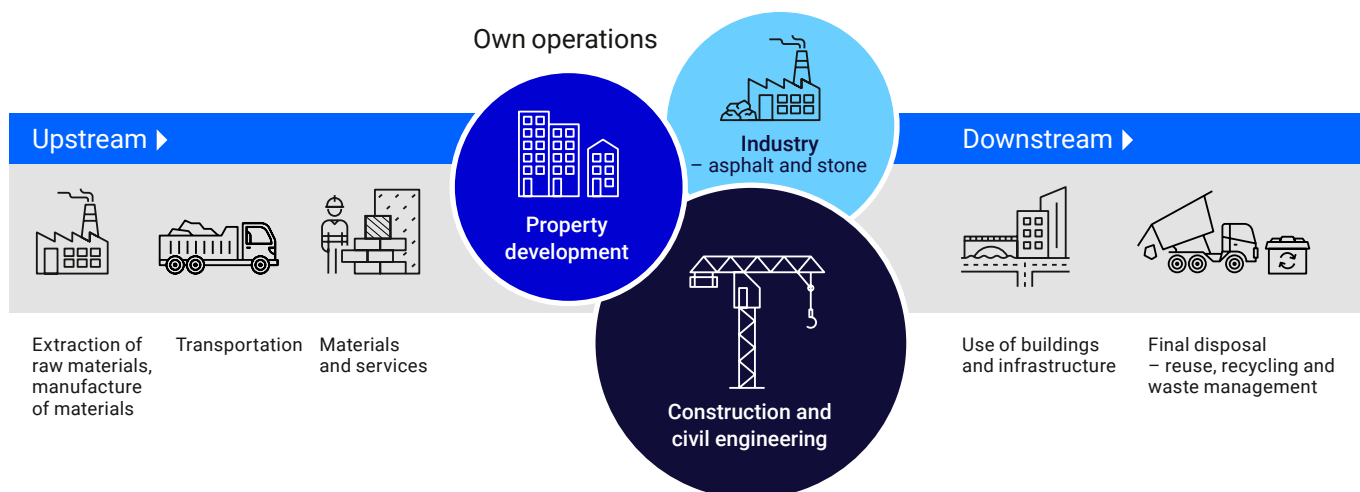 Own operations
Upstream
Property
development
Industry
– asphalt and stone
Construction and
civil engineering
Downstream
Extraction of
raw materials,
manufacture
of materials
Transportation
Materials
and services
Use of buildings
and infrastructure
Final disposal
– reuse, recycling and
waste management